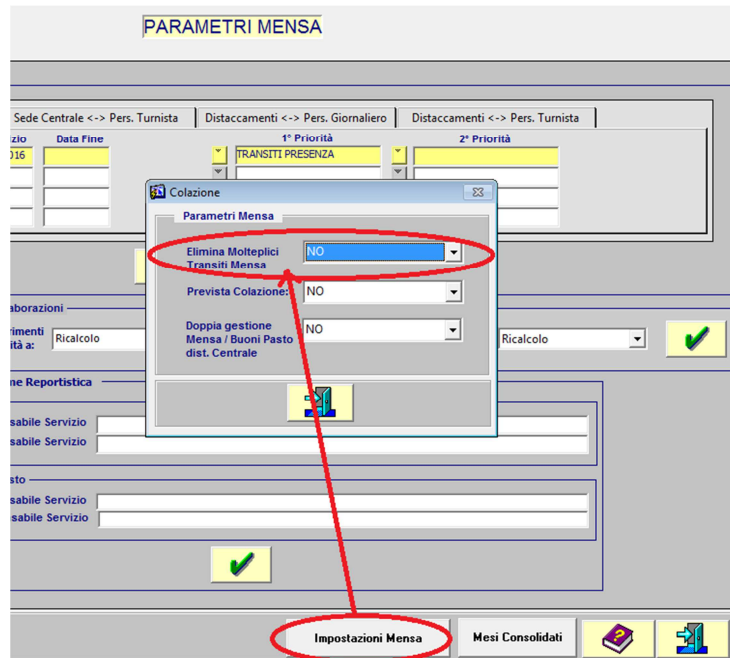 PARAMETRI MENSA
Sede Centrale <-> Pers. Turnista
Distaccamenti <-> Pers. Giornaliero
Distaccamenti <-> Pers. Turnista
zio
Data Fine
1° Priorità
2° Priorità
016
TRANSITI PRESENZA
Colazione
Parametri Mensa
Elimina Molteplici
Transiti Mensa
NO
Prevista Colazione:
NO
Doppia gestione
Mensa / Buoni Pasto
dist. Centrale
NO
aborazioni
rimenti
ità a:
Ricalcolo
Ricalcolo
me Reportistica
sabile Servizio
sabile Servizio
sto
sabile Servizio
sabile Servizio
Impostazioni Mensa
Mesi Consolidati